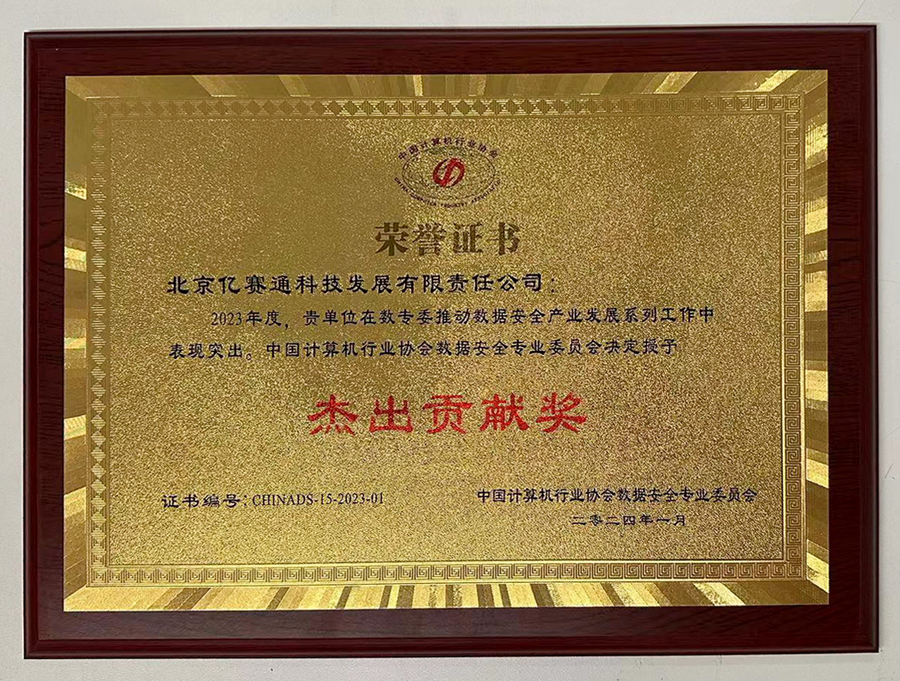 中国计算机行业协会
荣誉证书
北京亿赛通科技发展有限责任公司：
2023年度，贵单位在数专委推动数据安全产业发展系列工作中
表现突出。中国计算机行业协会数据安全专业委员会决定授予
杰出贡献奖
证书编号：CHINADS-15-2023-01
中国计算机行业协会数据安全专业委员会
二零二四年一月